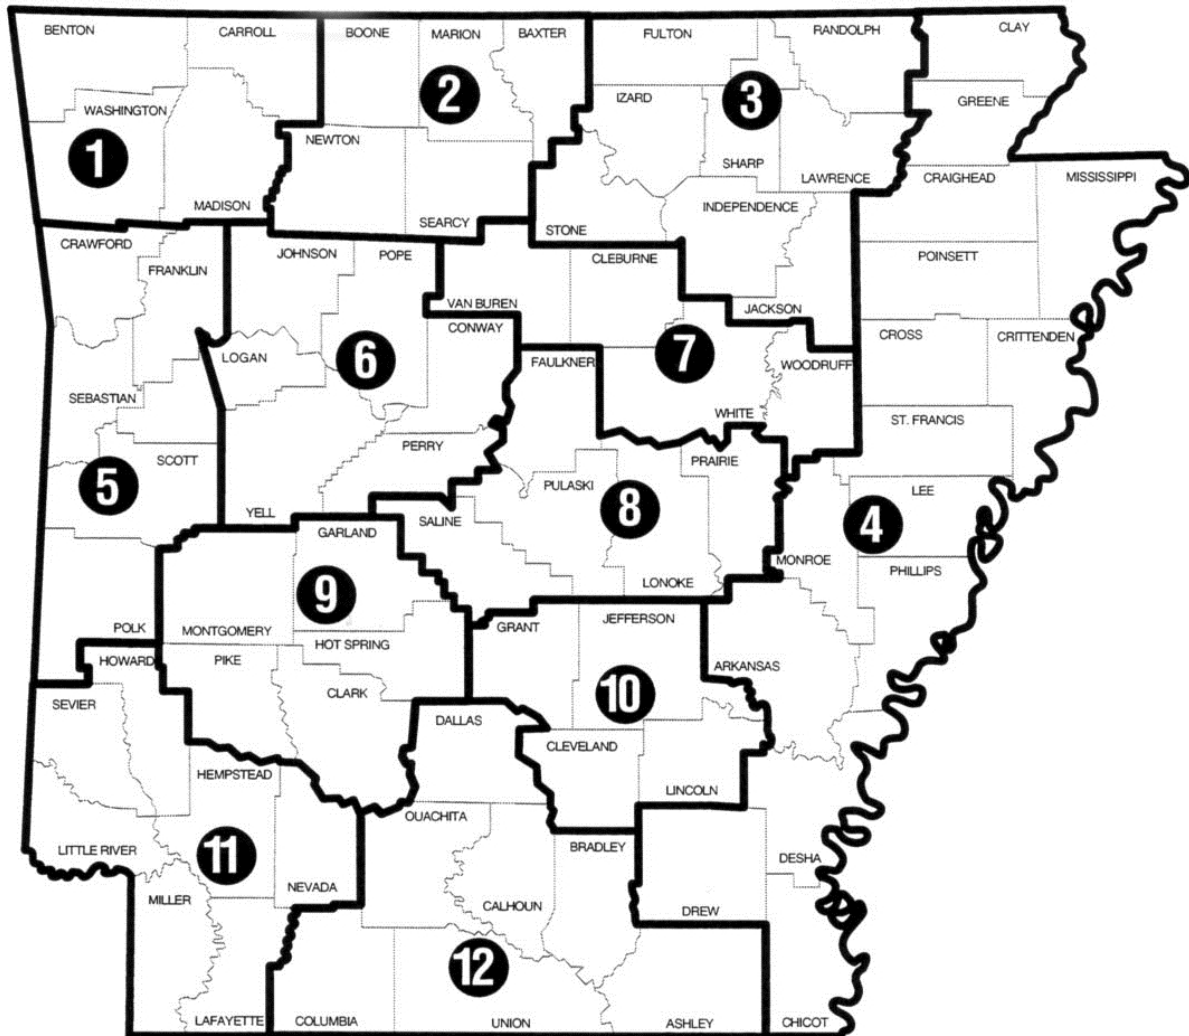 BENTON
CARROLL
BOONE
MARION
BAXTER
FULTON
RANDOLPH
CLAY
WASHINGTON
2
IZARD
3
GREENE
1
NEWTON
SHARP
LAWRENCE
CRAIGHEAD
MISSISSIPPI
MADISON
SEARCY
STONE
INDEPENDENCE
CRAWFORD
FRANKLIN
JOHNSON
POPE
CLEBURNE
POINSETT
VAN BUREN
JACKSON
LOGAN
6
CONWAY
FAULKNER
7
WOODRUFF
CROSS
CRITTENDEN
SEBASTIAN
WHITE
ST. FRANCIS
SCOTT
PERRY
PRAIRIE
5
PULASKI
8
LEE
4
YELL
GARLAND
SALINE
LONOKE
MONROE
PHILLIPS
9
POLK
MONTGOMERY
HOT SPRING
GRANT
JEFFERSON
HOWARD
PIKE
CLARK
10
ARKANSAS
SEVIER
DALLAS
CLEVELAND
HEMPSTEAD
LINCOLN
OUACHITA
LITTLE RIVER
11
BRADLEY
DESHA
MILLER
NEVADA
CALHOUN
DREW
12
LAFAYETTE
COLUMBIA
UNION
ASHLEY
CHICOT